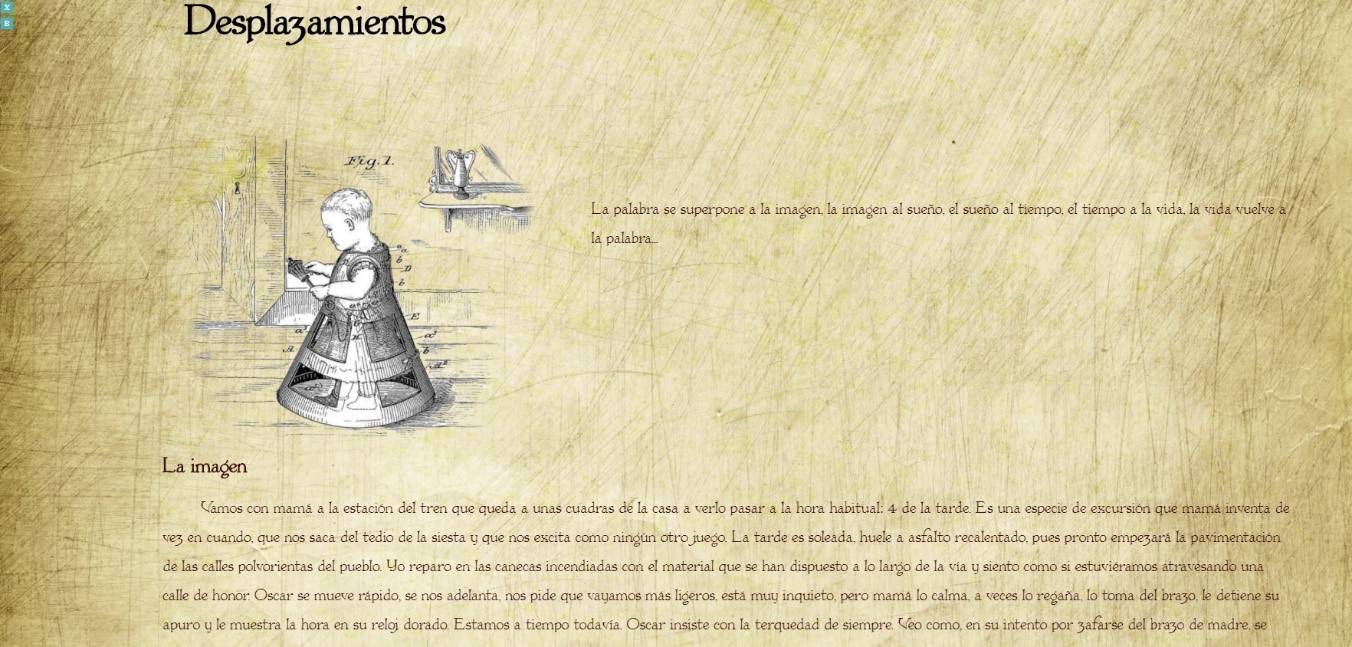 X
B
Desplazamientos
Fig. 1.
La palabra se superpone a la imagen, la imagen al sueño, el sueño al tiempo, el tiempo a la vida, la vida vuelve a
la palabra...
La imagen
Vamos con mamá a la estación del tren que queda a unas cuadras de la casa a verlo pasar a la hora habitual: 4 de la tarde. Es una especie de excursión que mamá inventa de
vez en cuando, que nos saca del tedio de la siesta y que nos excita como ningún otro juego. La tarde es soleada, huele a asfalto recalentado, pues pronto empezará la pavimentación
de las calles polvorientas del pueblo. Yo reparo en las canecas incendiadas con el material que se han dispuesto a lo largo de la vía y siento como si estuviéramos atravesando una
calle de honor. Oscar se mueve rápido, se nos adelanta, nos pide que vayamos más ligeros, está muy inquieto, pero mamá lo calma, a veces lo regaña, lo toma del brazo, le detiene su
apuro y le muestra la hora en su reloj dorado. Estamos a tiempo todavía. Oscar insiste con la terquedad de siempre. Veo como, en su intento por zafarse del brazo de madre, se